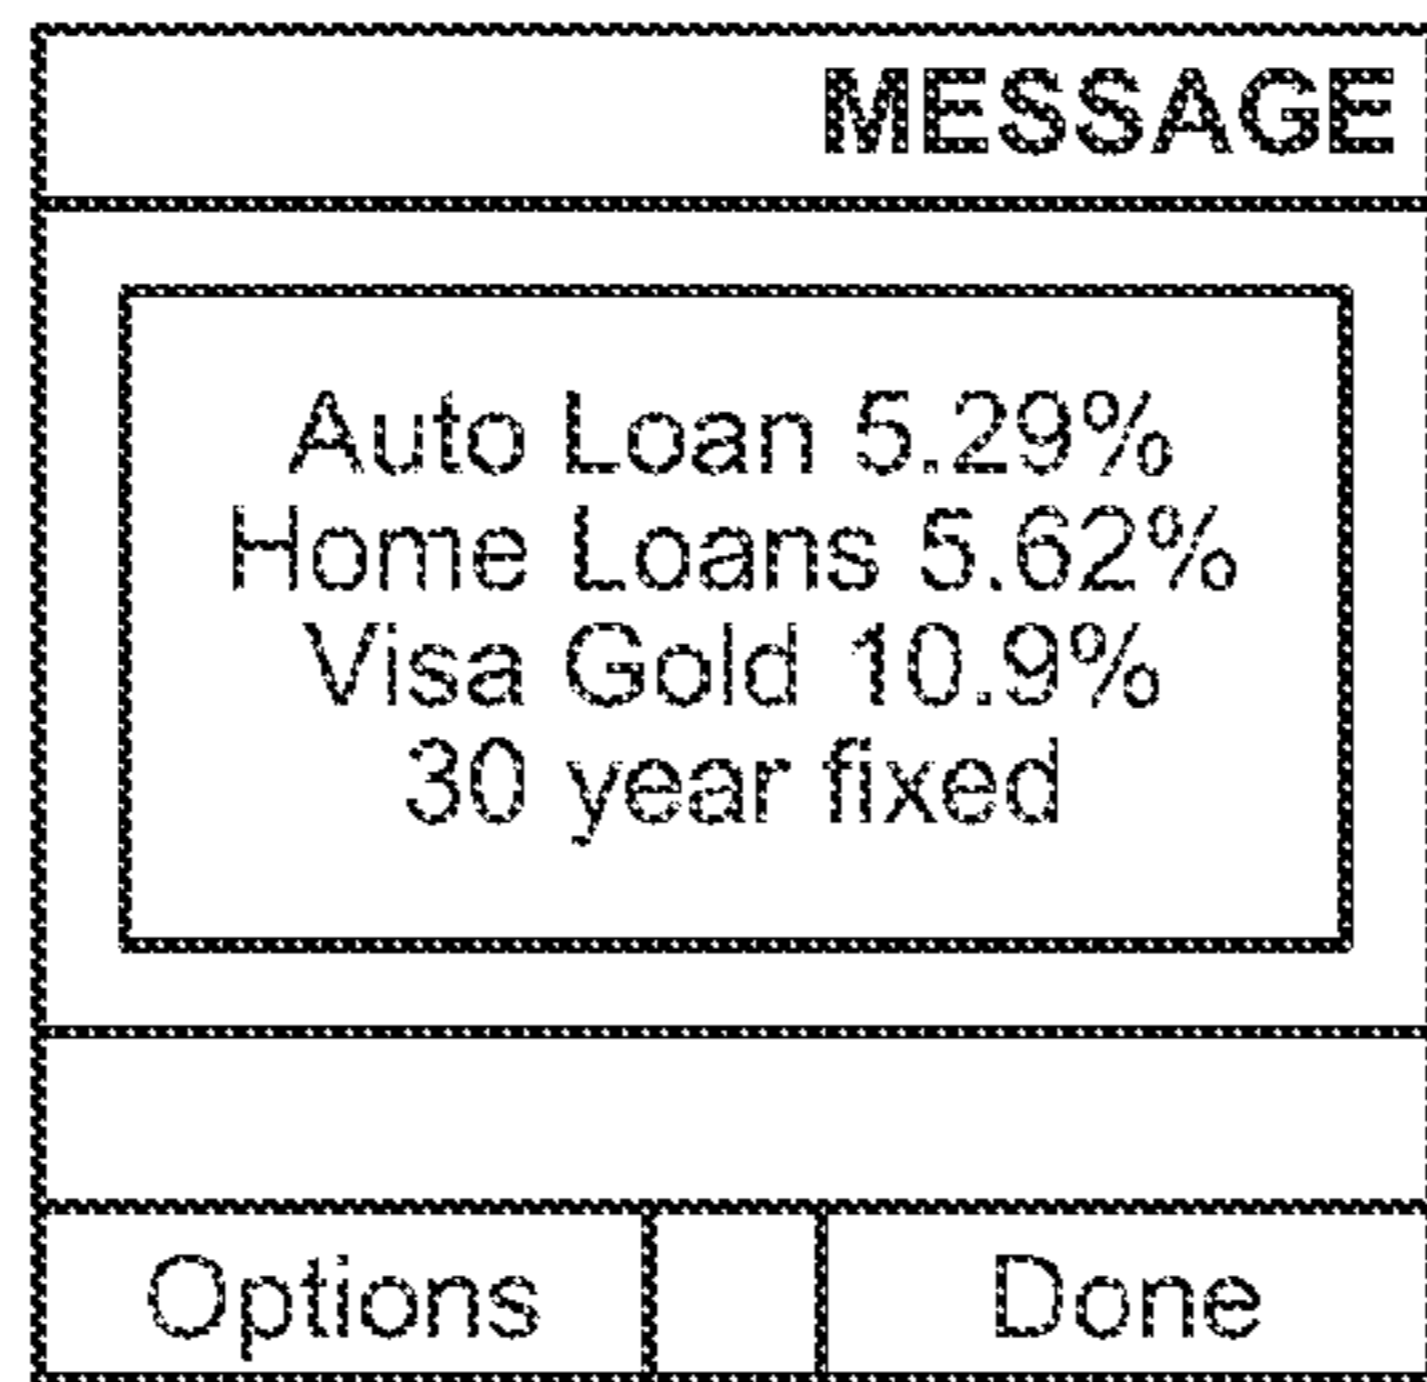 MESSAGE
Auto Loan 5.29%
Home Loans 5.62%
Visa Gold 10.9%
30 year fixed
Options
Done